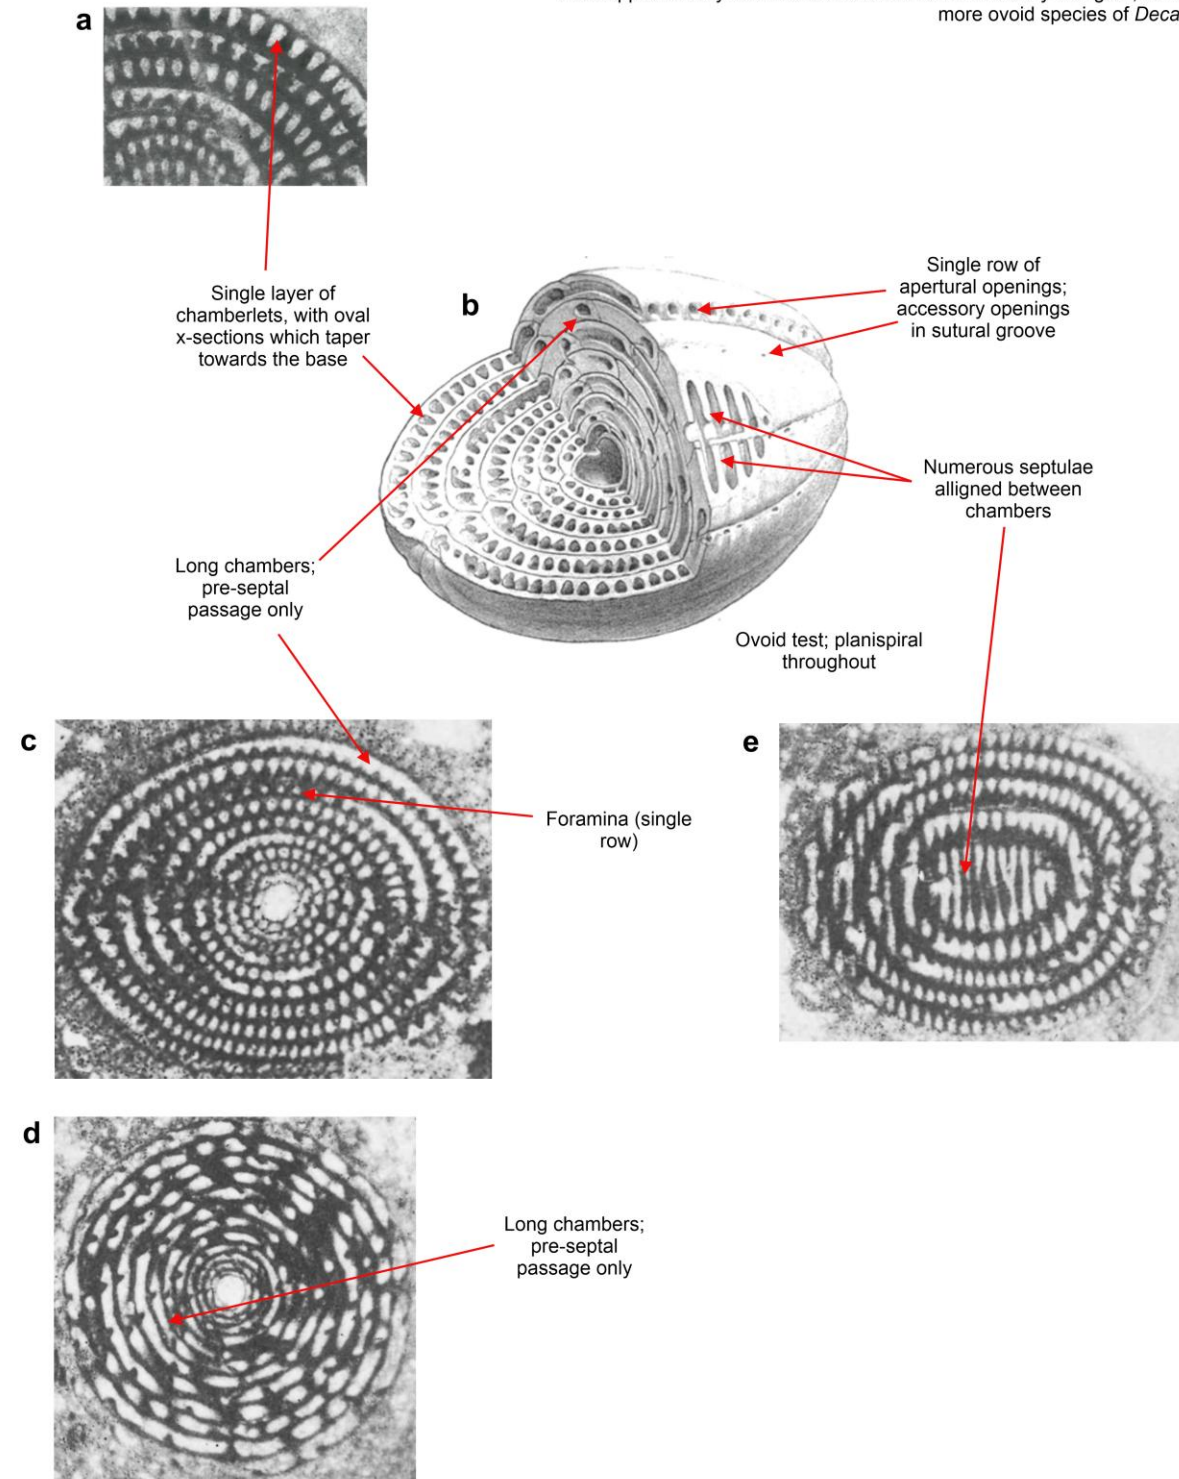 more ovoid species of Deca
a
Single layer of
chamberlets, with oval
x-sections which taper
towards the base
b
Single row of
apertural openings;
accessory openings
in sutural groove
Numerous septulae
alligned between
chambers
Long chambers;
pre-septal
passage only
Ovoid test; planispiral
throughout
c
Foramina (single
row)
e
d
Long chambers;
pre-septal
passage only